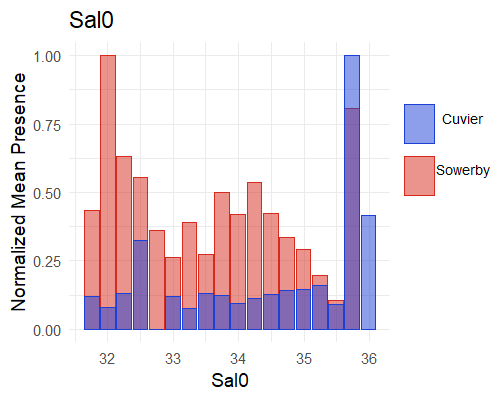 Sal0
Normalized Mean Presence
1.00
0.75
0.50
0.25
0.00
32 33 34 35 36
Sal0
Cuvier
Sowerby